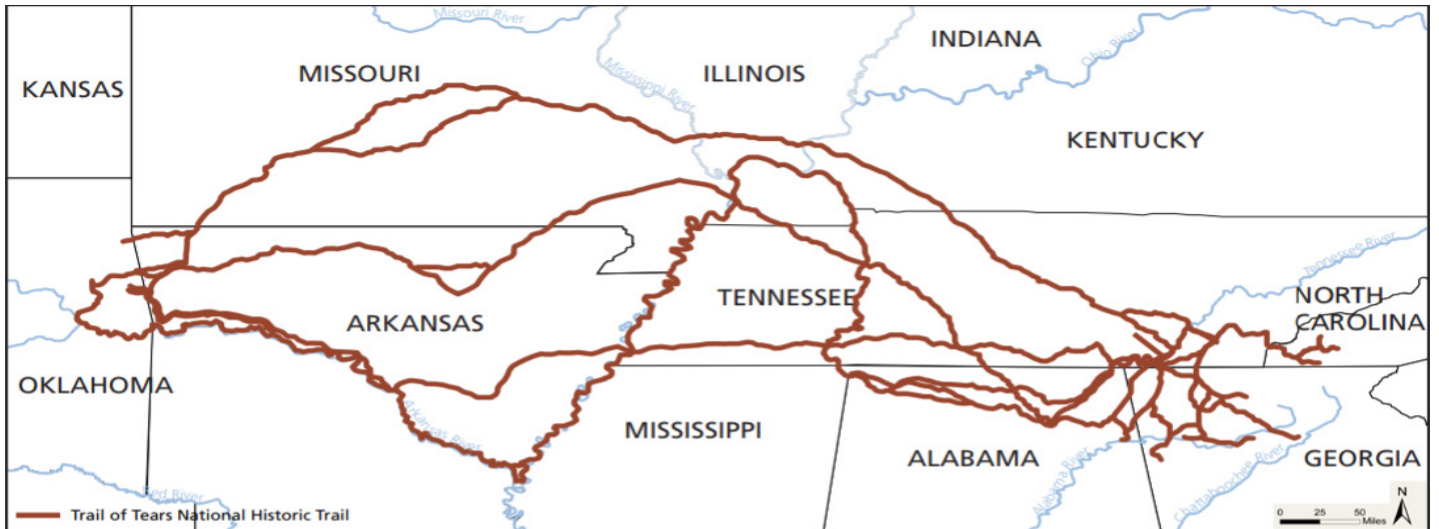 Missouri River
INDIANA
Ohio River
KANSAS
MISSOURI
Mississippi River
ILLINOIS
KENTUCKY
Tennessee River
TENNESSEE
NORTH
CAROLINA
ARKANSAS
OKLAHOMA
Arkansas River
MISSISSIPPI
ALABAMA
Alabama River
Chattahoochee River
GEORGIA
Red River
Trail of Tears National Historic Trail
0 25 50
Miles
N